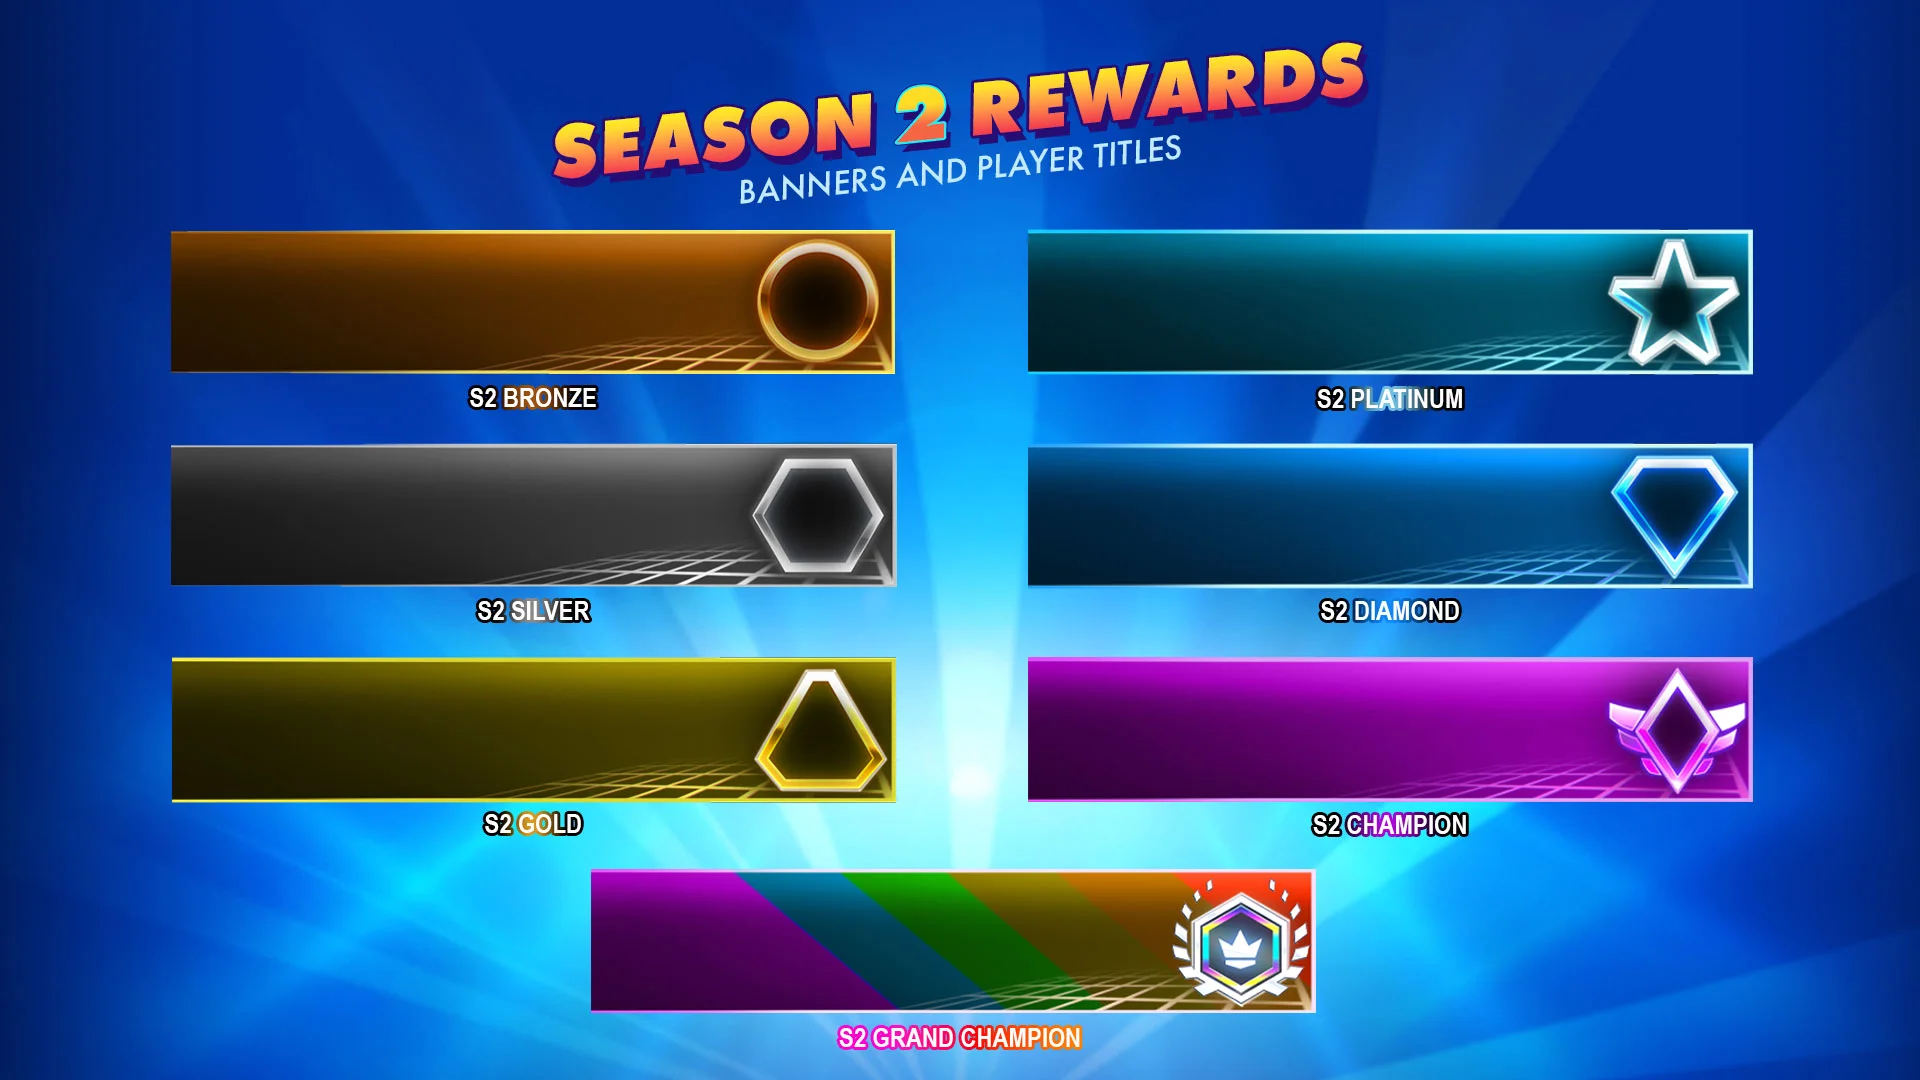 SEASON 2 REWARDS
BANNERS AND PLAYER TITLES
S2 BRONZE
S2 PLATINUM
S2 SILVER
S2 DIAMOND
S2 GOLD
S2 CHAMPION
S2 GRAND CHAMPION